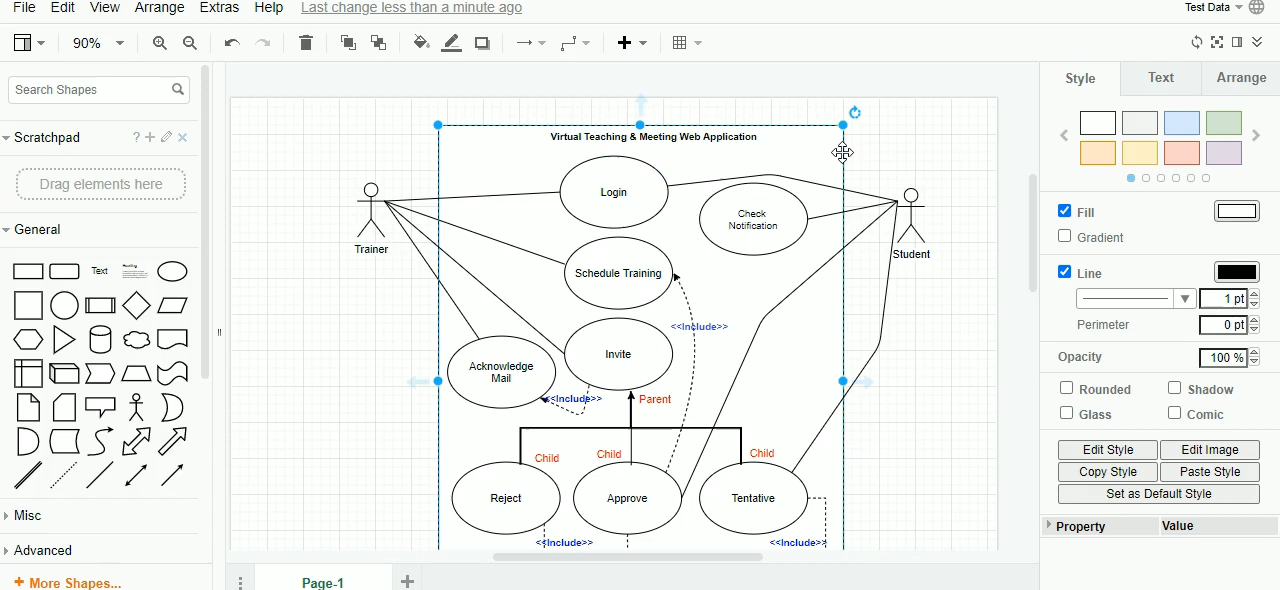 File Edit View Arrange Extras Help Last change less than a minute ago
Test Data
90%
Search Shapes
Scratchpad
?
Drag elements here
General
Text
Heading
Misc
Advanced
+ More Shapes...
Virtual Teaching & Meeting Web Application
Login
Check
Notification
Trainer
Student
Schedule Training
<<Include>>
Invite
Acknowledge
Mail
<<Include>>
Parent
Child
Child
Child
Reject
Approve
Tentative
<<Include>>
<<Include>>
Page-1
Style Text Arrange
Fill
Gradient
Line
1 pt
Perimeter 0 pt
Opacity 100 %
Rounded Shadow
Glass Comic
Edit Style Edit Image
Copy Style Paste Style
Set as Default Style
Property Value